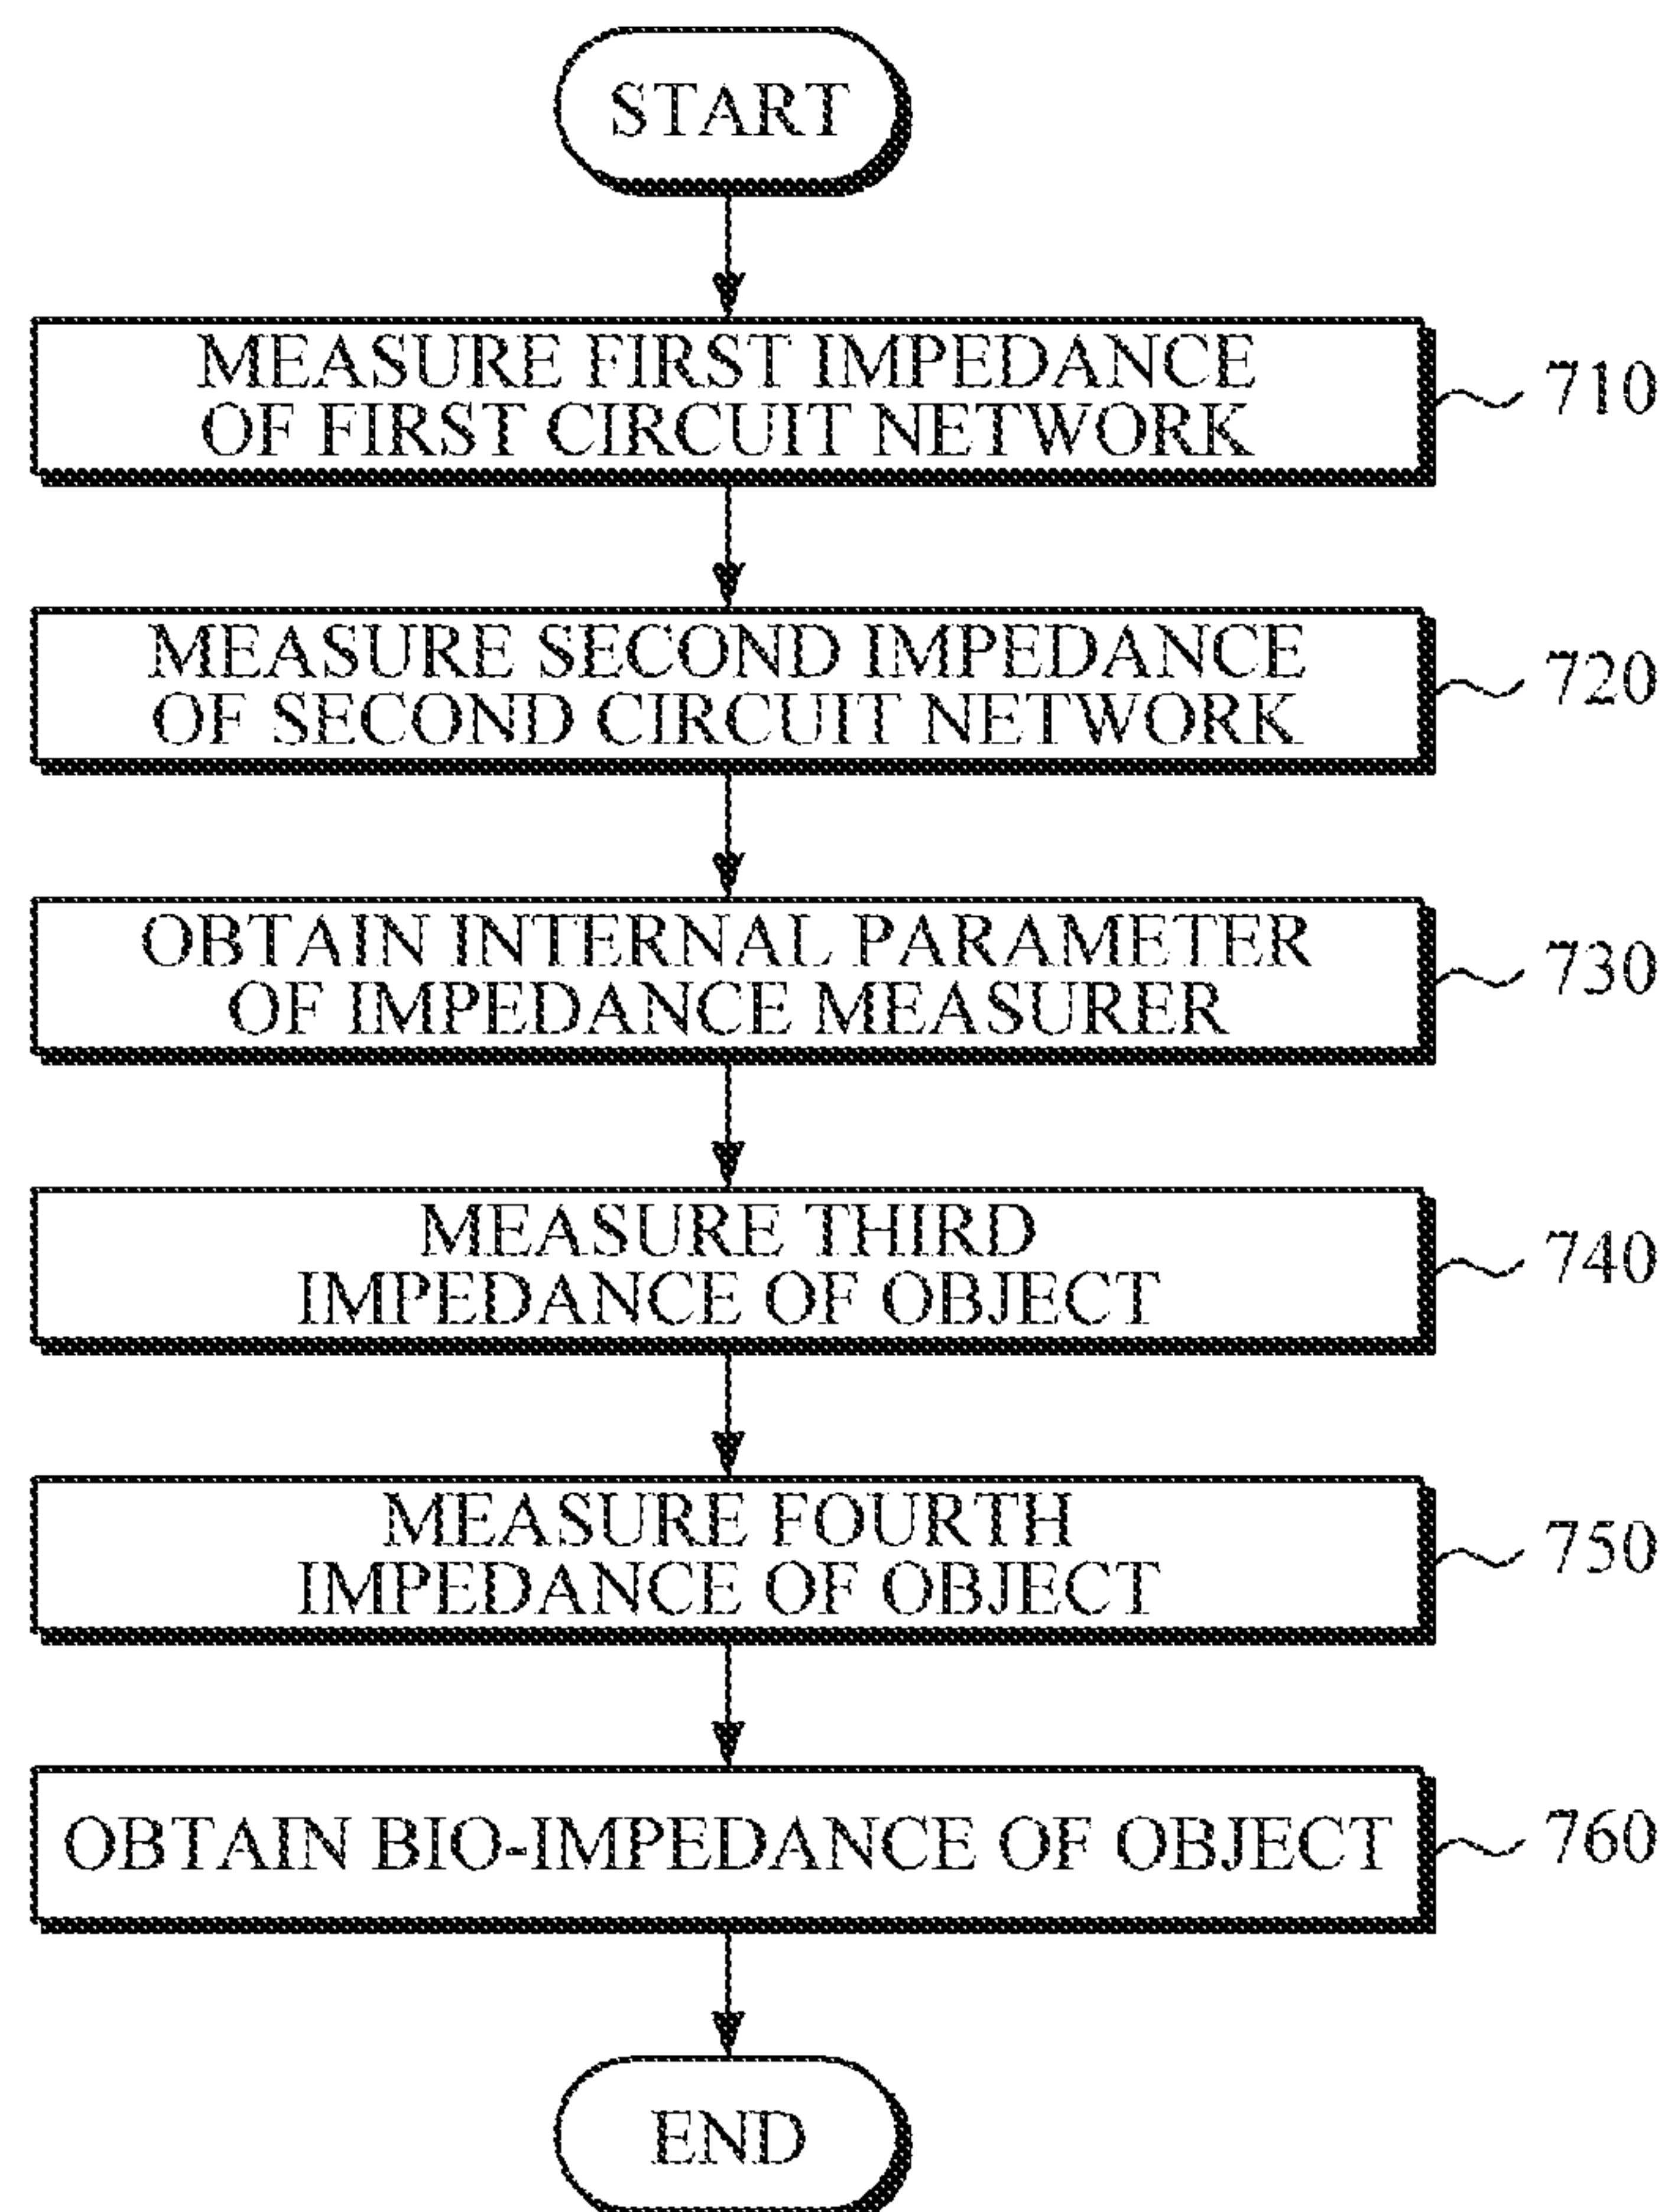 START
MEASURE FIRST IMPEDANCE
OF FIRST CIRCUIT NETWORK
710
MEASURE SECOND IMPEDANCE
OF SECOND CIRCUIT NETWORK
720
OBTAIN INTERNAL PARAMETER
OF IMPEDANCE MEASURER
730
MEASURE THIRD
IMPEDANCE OF OBJECT
740
MEASURE FOURTH
IMPEDANCE OF OBJECT
750
OBTAIN BIO-IMPEDANCE OF OBJECT
760
END